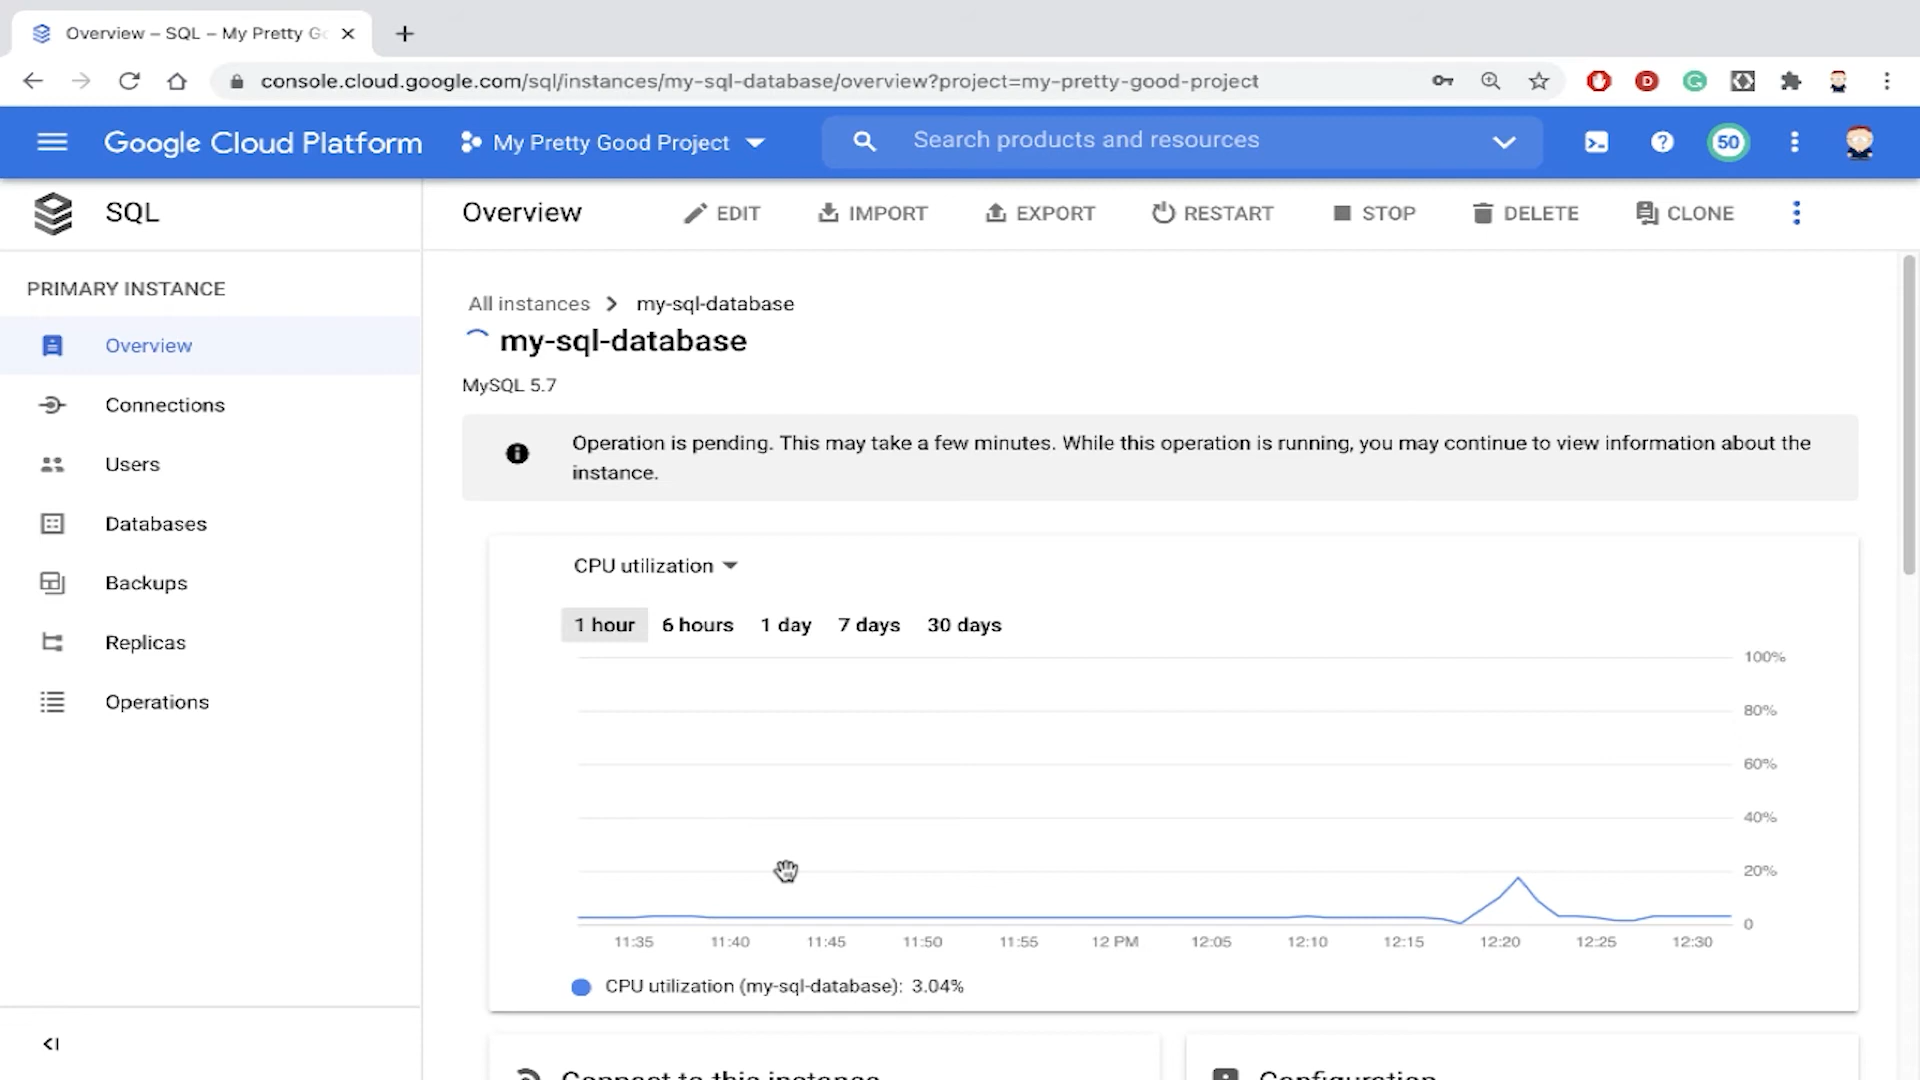 Overview – SQL – My Pretty G
console.cloud.google.com/sql/instances/my-sql-database/overview?project=my-pretty-good-project
Google Cloud Platform
My Pretty Good Project
Search products and resources
50
SQL
Overview
EDIT
IMPORT
EXPORT
RESTART
STOP
DELETE
CLONE
PRIMARY INSTANCE
Overview
Connections
Users
Databases
Backups
Replicas
Operations
All instances
my-sql-database
my-sql-database
MySQL 5.7
Operation is pending. This may take a few minutes. While this operation is running, you may continue to view information about the
instance.
CPU utilization
1 hour
6 hours
1 day
7 days
30 days
100%
80%
60%
40%
20%
0
11:35
11:40
11:45
11:50
11:55
12 PM
12:05
12:10
12:15
12:20
12:25
12:30
CPU utilization (my-sql-database): 3.04%
Connect to this instance
Configuration